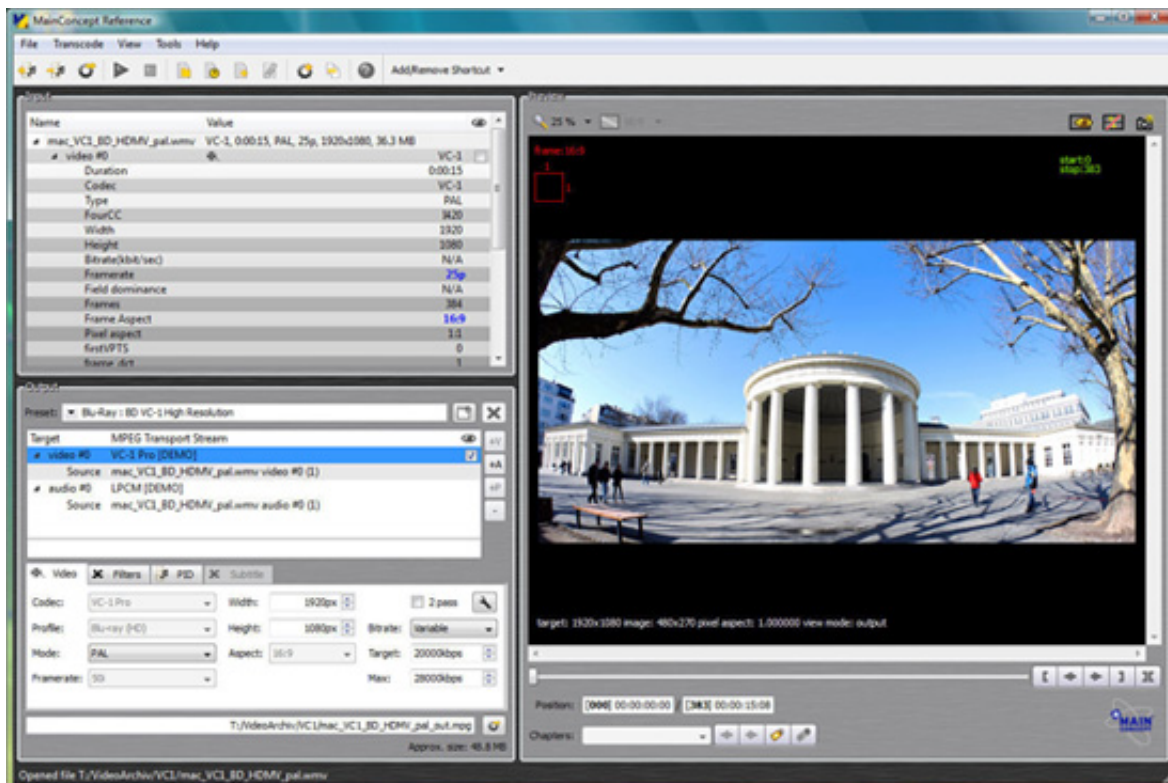 MainConcept Reference
File Transcode View Tools Help
Add/Remove Shortcut
Input
Name Value
mac_VC1_BD_HDMV_pal.wmv VC-1, 0:00:15, PAL, 25p, 1920x1080, 36.3 MB
video #0 VC-1
Duration 0:00:15
Codec VC-1
Type PAL
FourCC I420
Width 1920
Height 1080
Bitrate(kbit/sec) N/A
Framerate 25p
Field dominance N/A
Frames 384
Frame Aspect 16:9
Pixel aspect 1:1
firstVPTS 0
frame_dct 1
Output
Preset: Blu-Ray : BD VC-1 High Resolution
Target MPEG Transport Stream
video #0 VC-1 Pro [DEMO]
Source mac_VC1_BD_HDMV_pal.wmv video #0 (1)
audio #0 LPCM [DEMO]
Source mac_VC1_BD_HDMV_pal.wmv audio #0 (1)
+V
+A
+P
-
Video Filters PID Subtitle
Codec: VC-1 Pro Width: 1920px 2 pass
Profile: Blu-ray (HD) Height: 1080px Bitrate: Variable
Mode: PAL Aspect: 16:9 Target: 20000kbps
Framerate: 50i Max: 28000kbps
T:/VideoArchiv/VC1/mac_VC1_BD_HDMV_pal_out.mpg
Approx. size: 48.8 MB
Opened file T:/VideoArchiv/VC1/mac_VC1_BD_HDMV_pal.wmv
Preview
25 % 16:9
frame:16:9
1
1
start:0
stop:383
target: 1920x1080 image: 480x270 pixel aspect: 1.000000 view mode: output
Position: [000] 00:00:00:00 / [383] 00:00:15:08
Chapters:
MAIN
CONCEPT